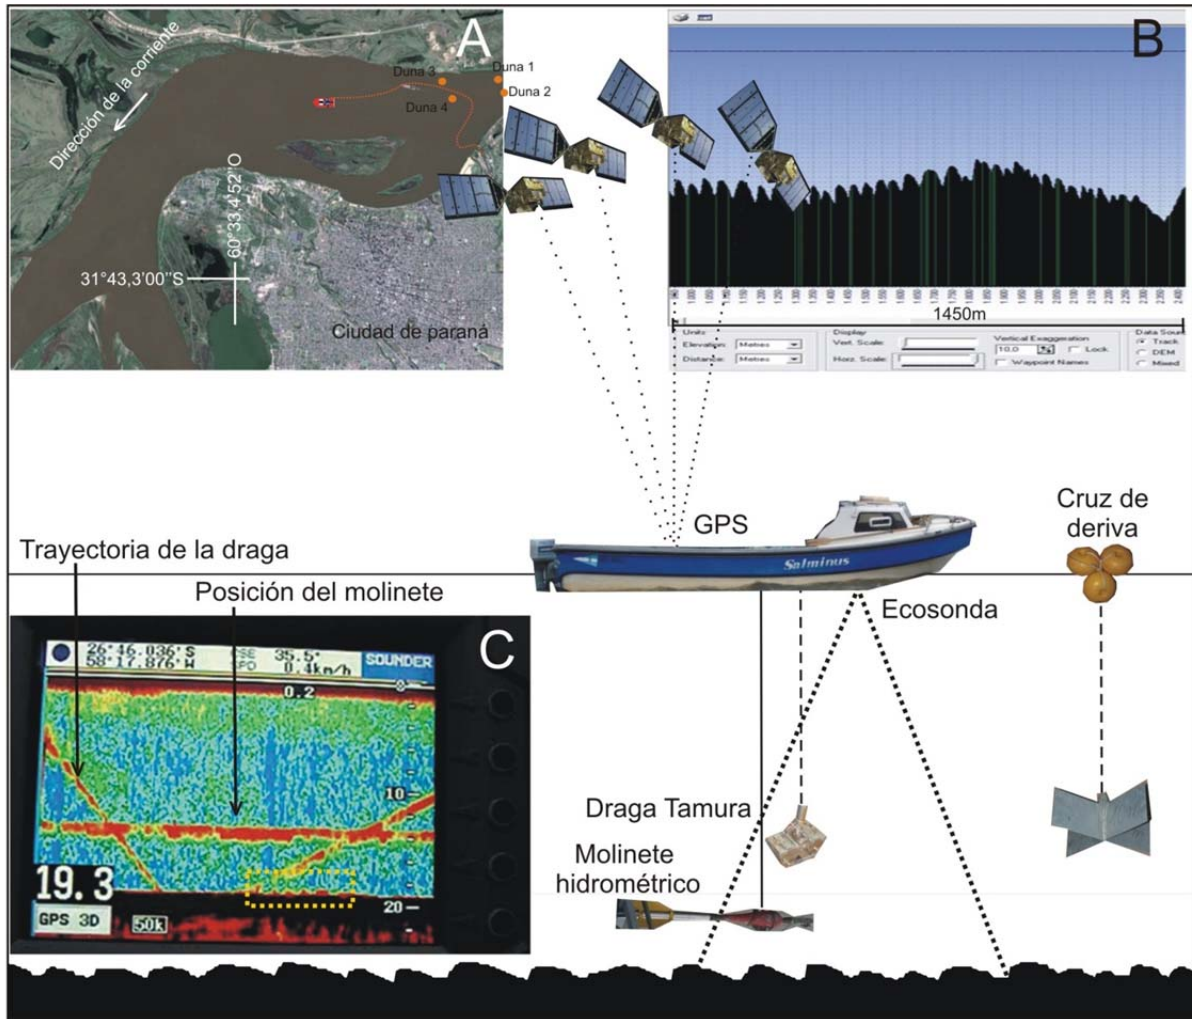 A
Duna 3
Duna 1
Duna 2
Duna 4
Dirección de la corriente
60°33.4'52''O
31°43,3'00''S
Ciudad de paraná
B
1450m
Units
Elevation:
Metres
Distance:
Metres
Display
Vert. Scale:
Horz. Scale:
Vertical Exaggeration
10,0
Lock
Waypoint Names
Data Sour
Track
DEM
Mixed
GPS
Salminus
Cruz de
deriva
Trayectoria de la draga
Posición del molinete
Ecosonda
C
26°46.036'S
58°17.876'W
35.5°
0.4km/h
SOUNDER
0.2
10
20
19.3
GPS 3D
50k
Draga Tamura
Molinete
hidrométrico